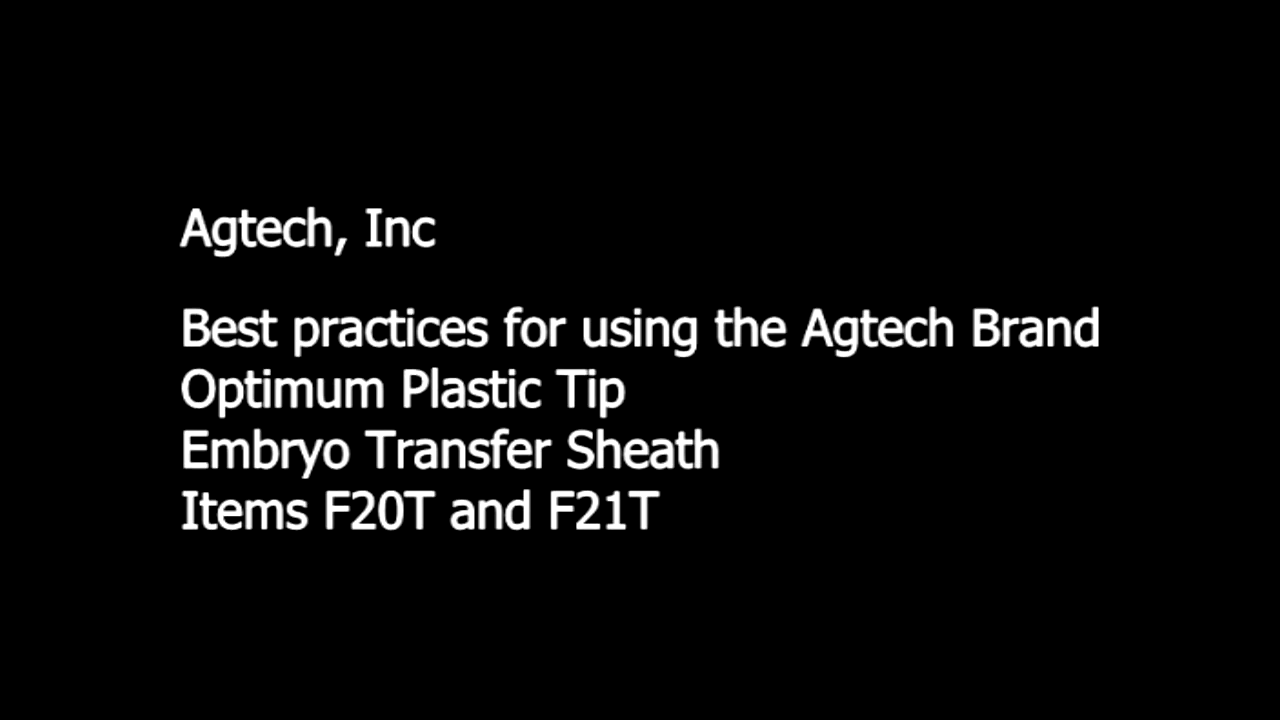 Agtech, Inc
Best practices for using the Agtech Brand
Optimum Plastic Tip
Embryo Transfer Sheath
Items F20T and F21T